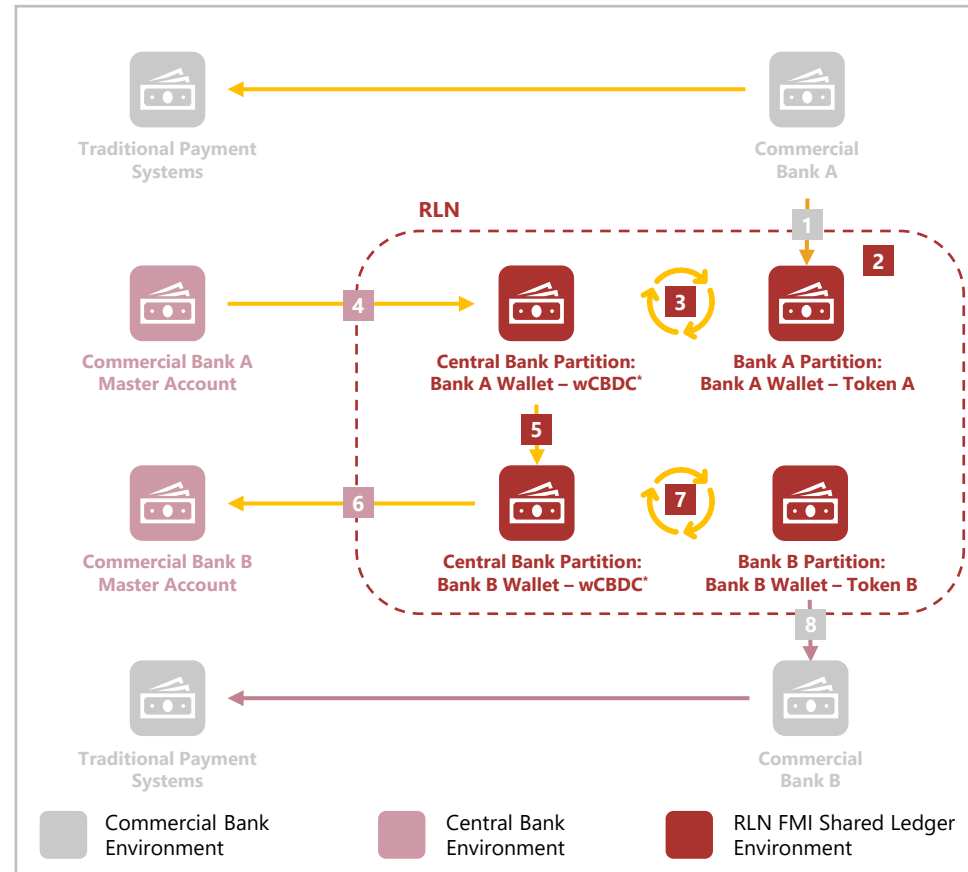 Traditional Payment
Systems
Commercial
Bank A
RLN
1
2
3
4
Commercial Bank A
Master Account
Central Bank Partition:
Bank A Wallet – wCBDC*
Bank A Partition:
Bank A Wallet – Token A
5
6
7
Commercial Bank B
Master Account
Central Bank Partition:
Bank B Wallet – wCBDC*
Bank B Partition:
Bank B Wallet – Token B
8
Traditional Payment
Systems
Commercial
Bank B
Commercial Bank
Environment
Central Bank
Environment
RLN FMI Shared Ledger
Environment